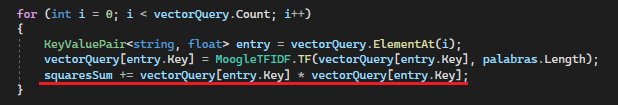 for (int i = 0; i < vectorQuery.Count; i++)
{
KeyValuePair<string, float> entry = vectorQuery.ElementAt(i);
vectorQuery[entry.Key] = MoogleTFIDF.TF(vectorQuery[entry.Key], palabras.Length);
squaresSum += vectorQuery[entry.Key] * vectorQuery[entry.Key];
}